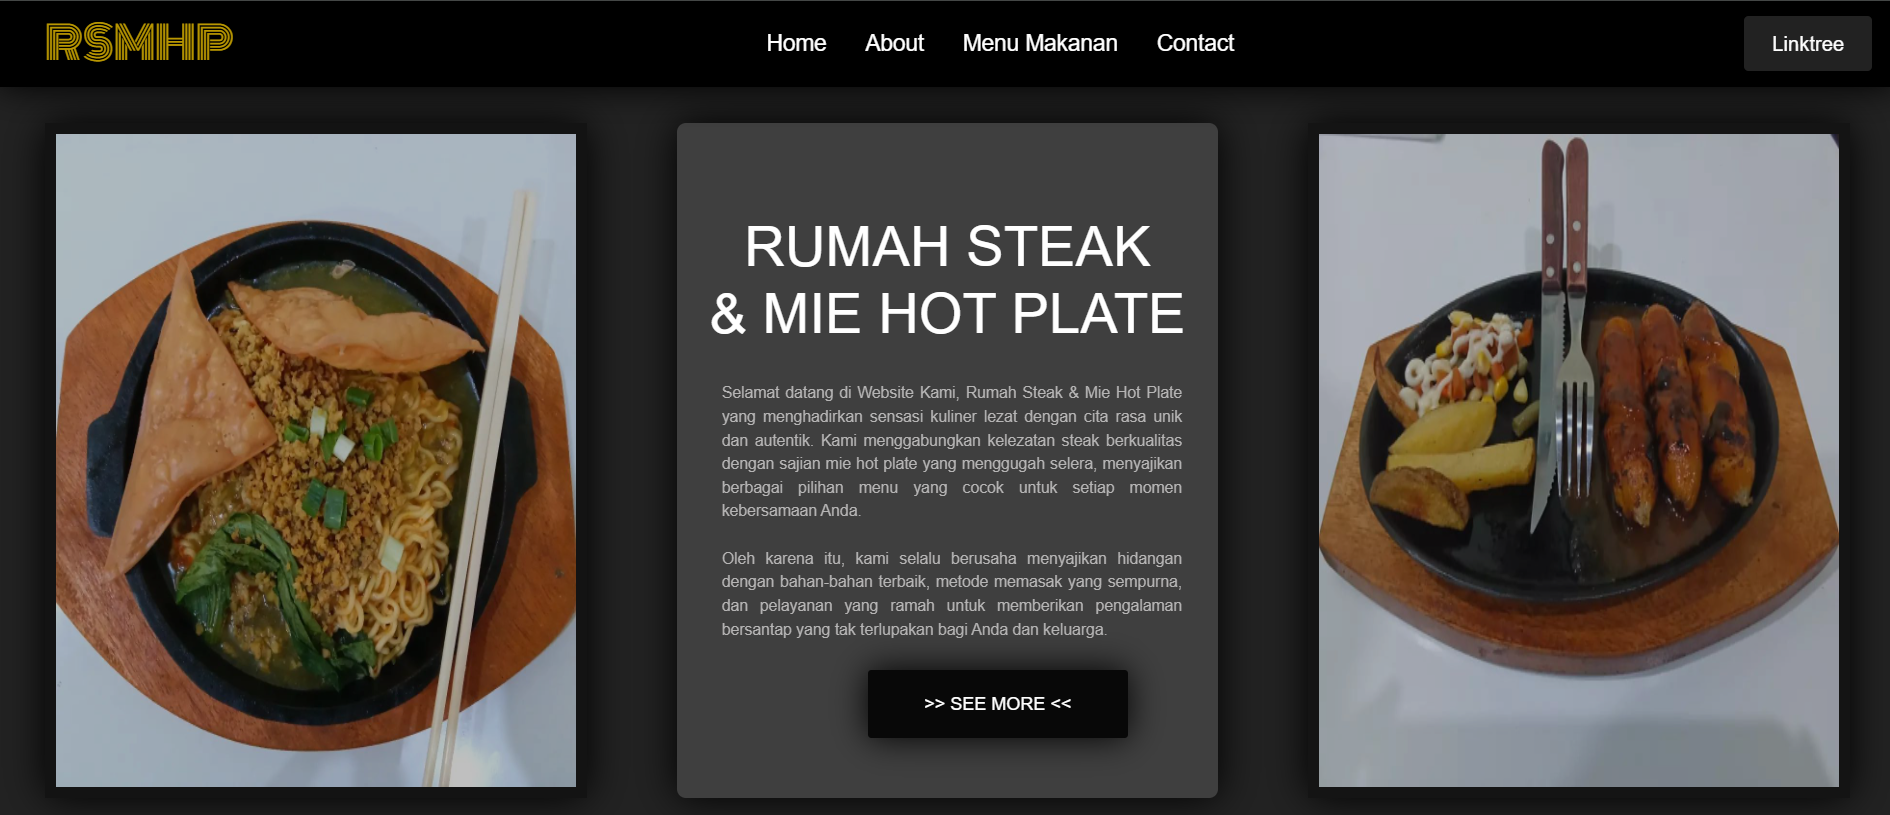 RSMHP
Home
About
Menu Makanan
Contact
Linktree
RUMAH STEAK
& MIE HOT PLATE
Selamat datang di Website Kami, Rumah Steak & Mie Hot Plate
yang menghadirkan sensasi kuliner lezat dengan cita rasa unik
dan autentik. Kami menggabungkan kelezatan steak berkualitas
dengan sajian mie hot plate yang menggugah selera, menyajikan
berbagai pilihan menu yang cocok untuk setiap momen
kebersamaan Anda.
Oleh karena itu, kami selalu berusaha menyajikan hidangan
dengan bahan-bahan terbaik, metode memasak yang sempurna,
dan pelayanan yang ramah untuk memberikan pengalaman
bersantap yang tak terlupakan bagi Anda dan keluarga.
>> SEE MORE <<